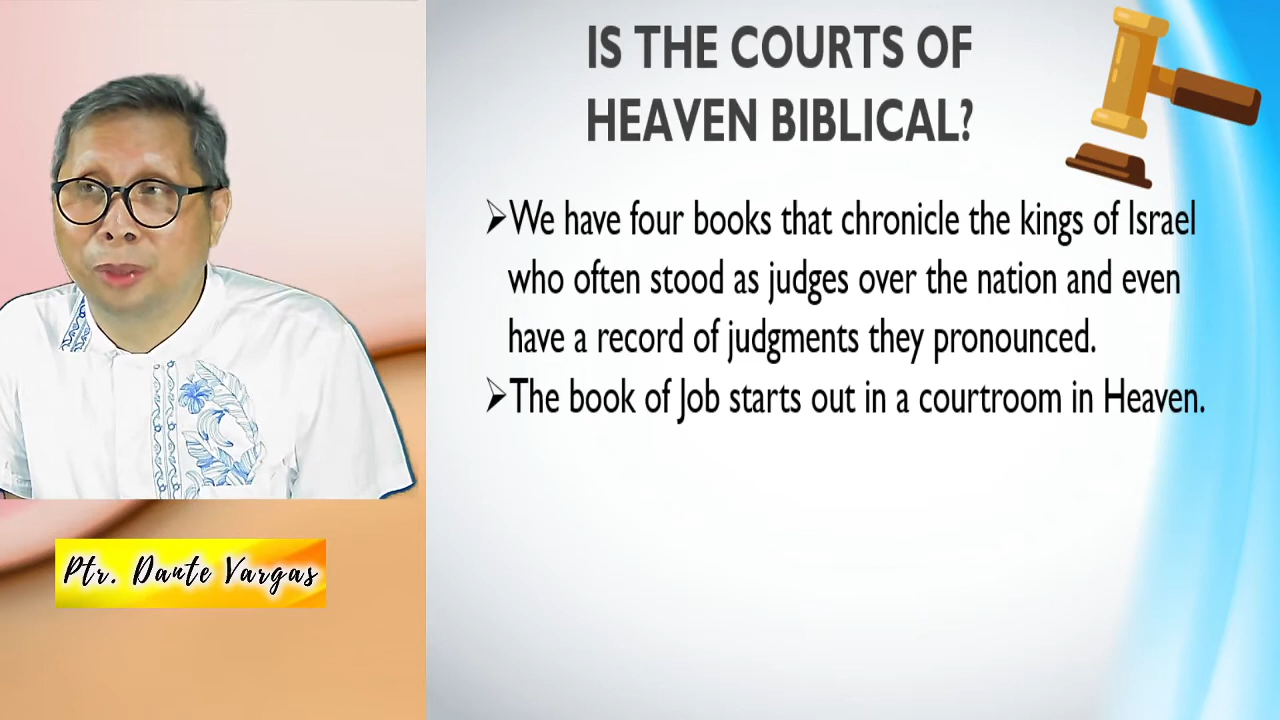 IS THE COURTS OF
HEAVEN BIBLICAL?
➢We have four books that chronicle the kings of Israel
who often stood as judges over the nation and even
have a record of judgments they pronounced.
➢The book of Job starts out in a courtroom in Heaven.
Ptr. Dante Vargas